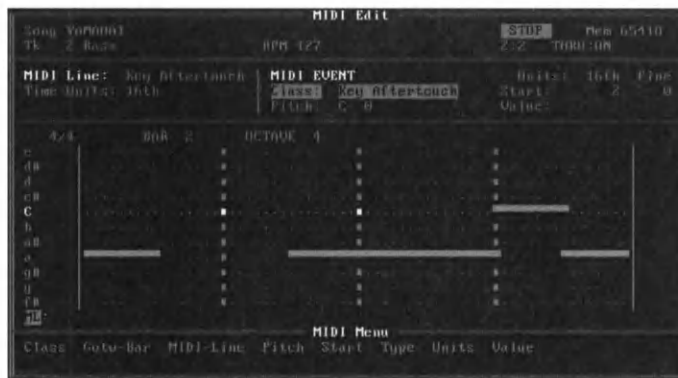 MIDI Edit
Song YAMAHA1 STOP Mem 65410
Tk 2 Bass BPM 127 2:2 THRU:ON
MIDI Line: Key Aftertouch MIDI EVENT Units: 16th Fine
Time Units: 16th Class: Key Aftertouch Start: 2 0
Pitch: C 0 Value:
4/4 BAR 2 OCTAVE 4
e
d#
d
c#
C
b
a#
a
g#
g
f#
ML
MIDI Menu
Class Goto-Bar MIDI-Line Pitch Start Type Units Value